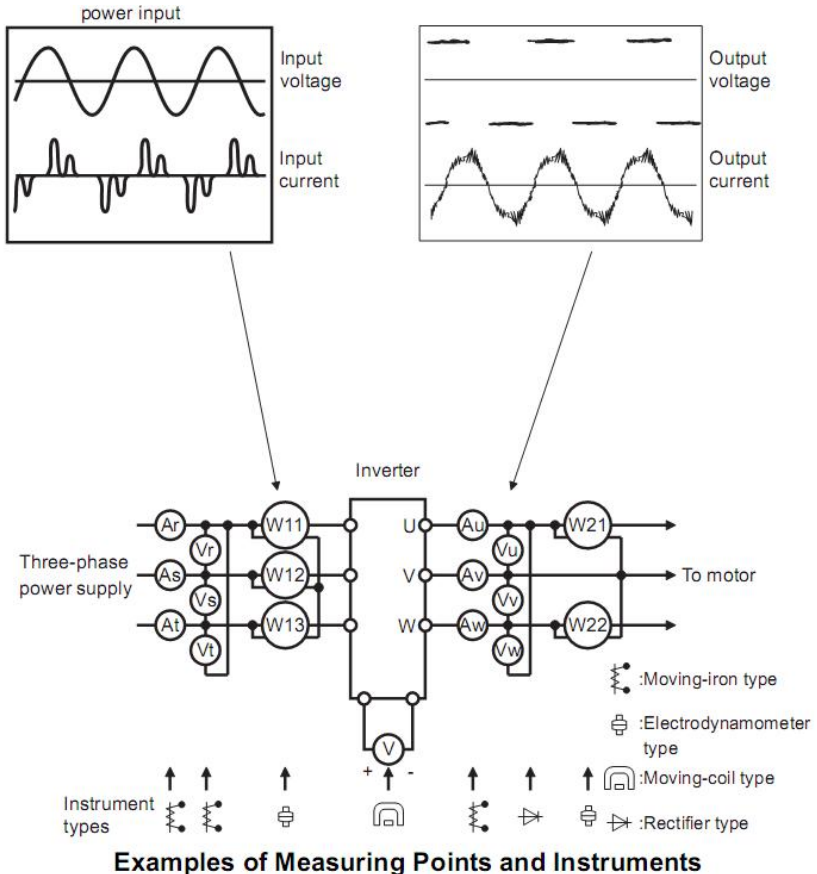 power input
Input
voltage
Input
current
Output
voltage
Output
current
Inverter
Ar
W11
U
Au
W21
Vr
Vu
Three-phase
power supply
As
W12
V
Av
To motor
Vs
Vv
At
W13
W
Aw
W22
Vt
Vw
:Moving-iron type
:Electrodynamometer
type
V
+ -
:Moving-coil type
Instrument
types
:Rectifier type
Examples of Measuring Points and Instruments